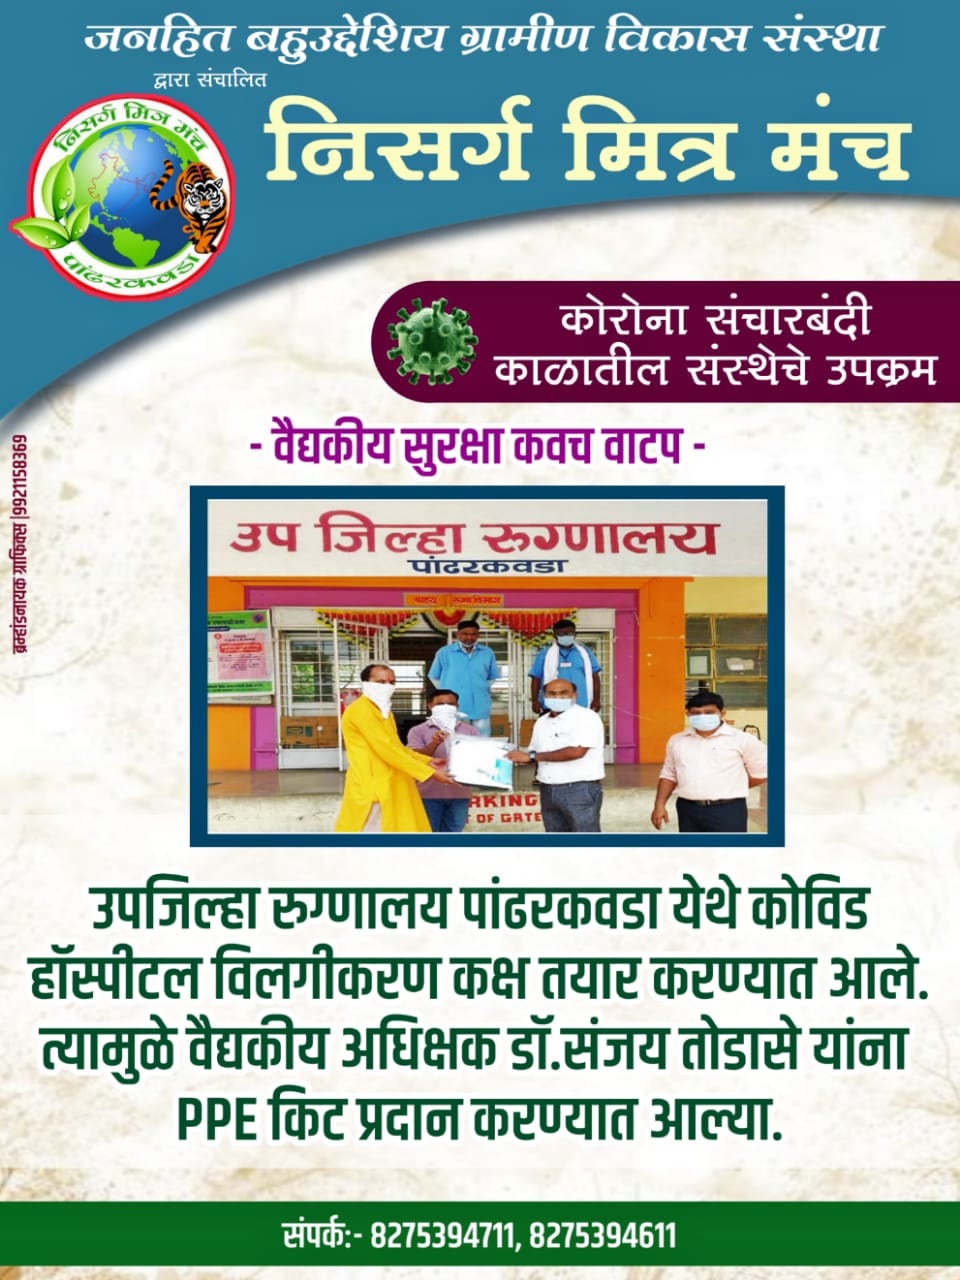 जनहित बहुउद्देशिय ग्रामीण विकास संस्था
द्वारा संचालित
निसर्ग मित्र मंच
निसर्ग मित्र मंच
पांढरकवडा
कोरोना संचारबंदी
काळातील संस्थेचे उपक्रम
- वैद्यकीय सुरक्षा कवच वाटप -
ब्रम्हांडनायक ग्राफिक्स|9921158369
उप जिल्हा रुग्णालय
पांढरकवडा
बाह्य रुग्ण विभाग
RKING
T OF GATE
उपजिल्हा रुग्णालय पांढरकवडा येथे कोविड
हॉस्पीटल विलगीकरण कक्ष तयार करण्यात आले.
त्यामुळे वैद्यकीय अधिक्षक डॉ.संजय तोडासे यांना
PPE किट प्रदान करण्यात आल्या.
संपर्क:- 8275394711, 8275394611